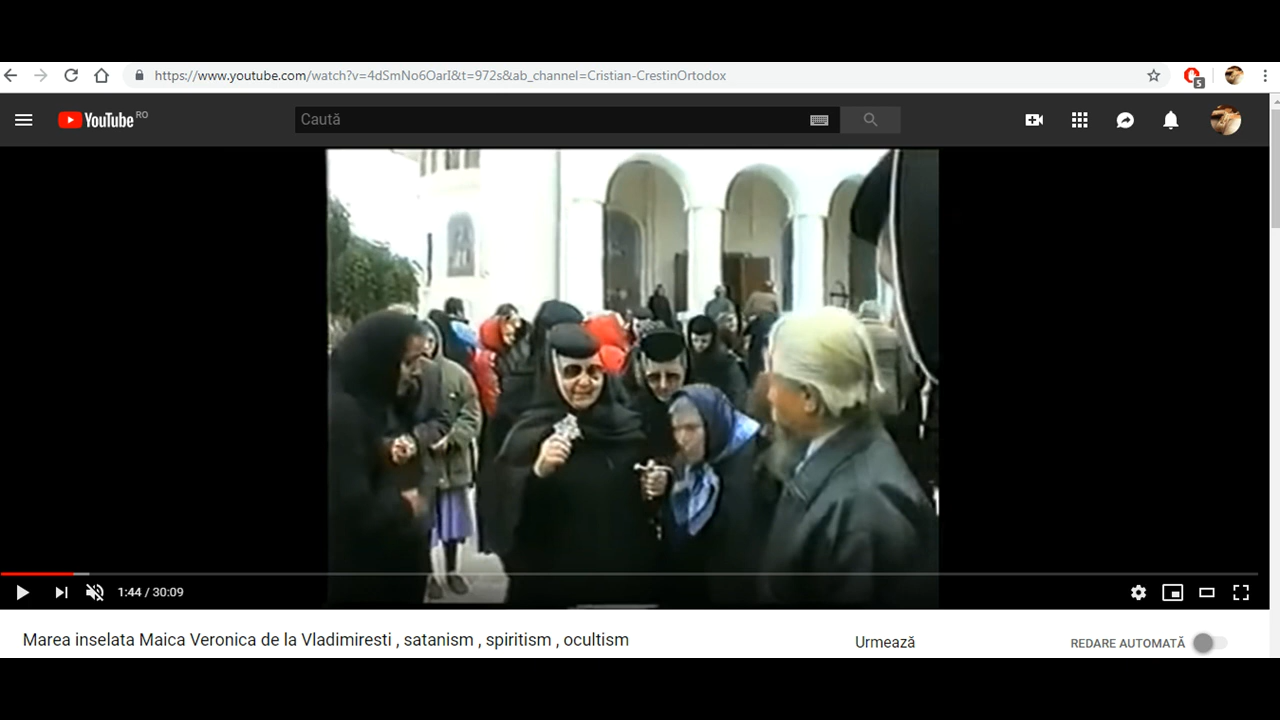 https://www.youtube.com/watch?v=4dSmNo6OarI&t=972s&ab_channel=Cristian-CrestinOrtodox
5
YouTube RO
Caută
1:44 / 30:09
Marea inselata Maica Veronica de la Vladimiresti , satanism , spiritism , ocultism
Urmează
REDARE AUTOMATĂ